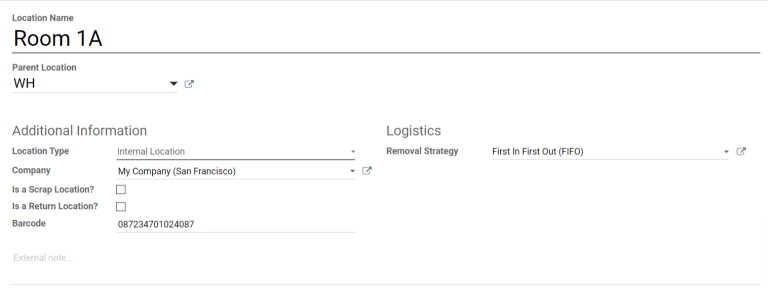 Location Name
Room 1A
Parent Location
WH
Additional Information
Logistics
Location Type Internal Location
Removal Strategy First In First Out (FIFO)
Company My Company (San Francisco)
Is a Scrap Location?
Is a Return Location?
Barcode 087234701024087
External note...